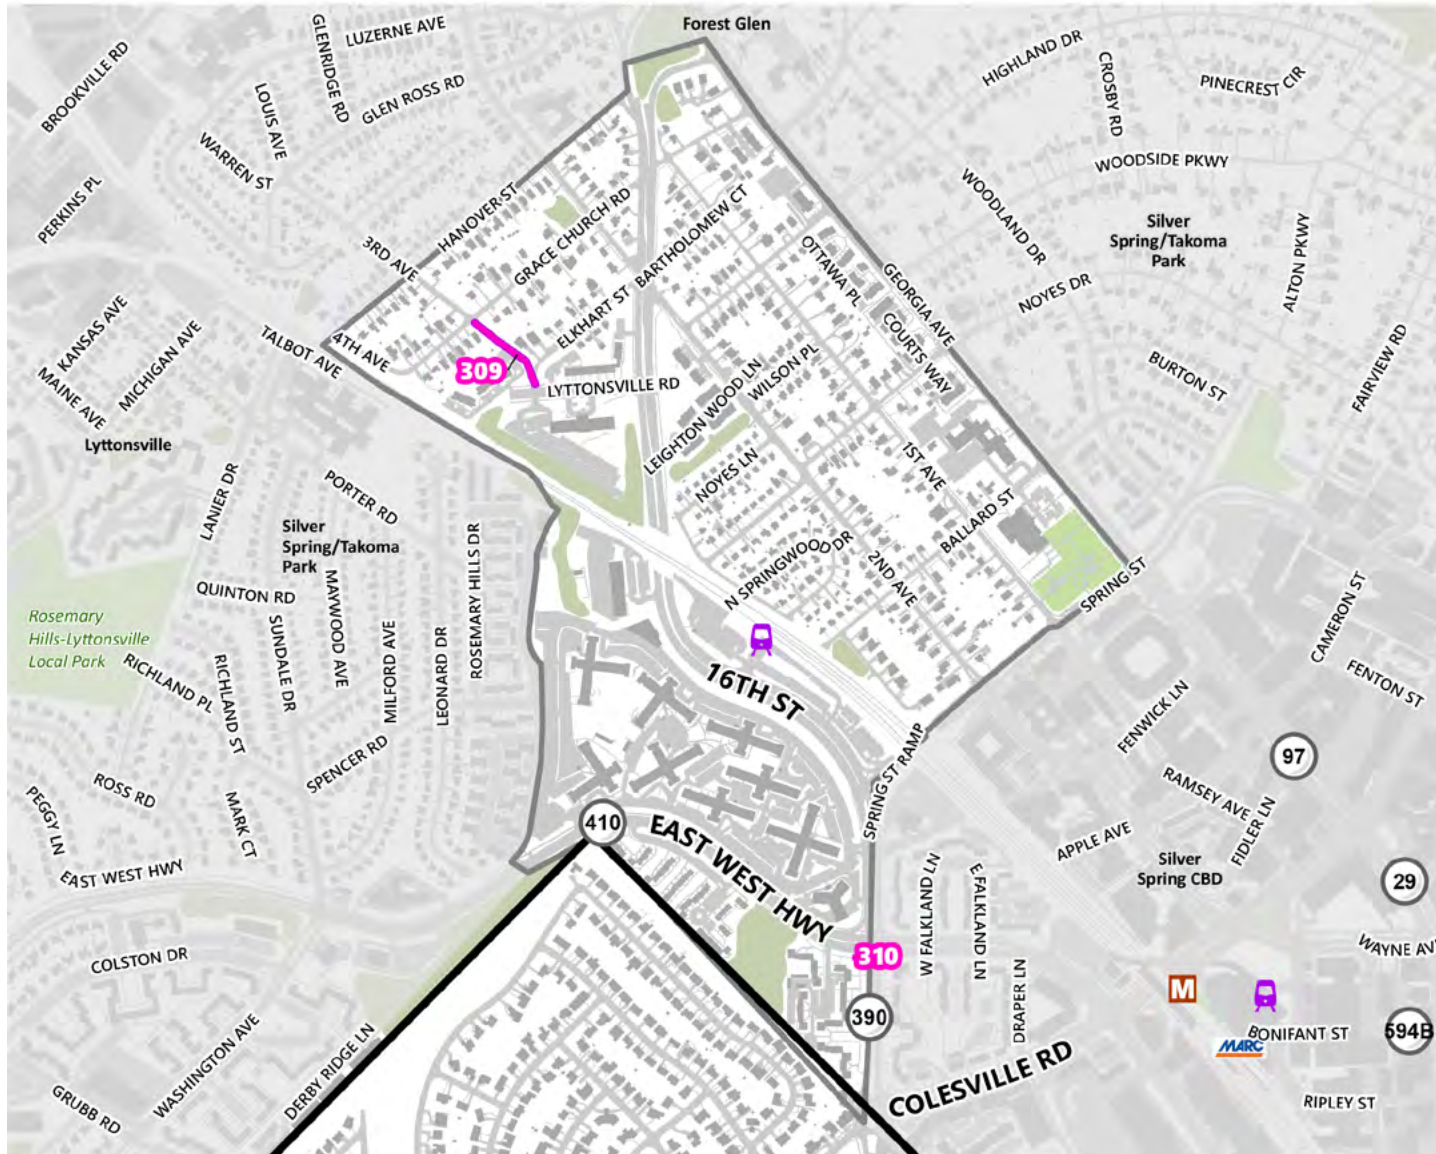 Forest Glen
LUZERNE AVE
GLENRIDGE RD
BROOKVILLE RD
LOUIS AVE
GLEN ROSS RD
HIGHLAND DR
CROSBY RD
PINECREST CIR
WARREN ST
WOODSIDE PKWY
PERKINS PL
HANOVER ST
GRACE CHURCH RD
BARTHOLOMEW CT
WOODLAND DR
Silver
Spring/Takoma
Park
ALTON PKWY
3RD AVE
OTTAWA PL
GEORGIA AVE
NOYES DR
ELKHART ST
KANSAS AVE
MICHIGAN AVE
TALBOT AVE
4TH AVE
COURTS WAY
FAIRVIEW RD
309
MAINE AVE
LYTTONSVILLE RD
WILSON PL
BURTON ST
LEIGHTON WOOD LN
Lyttonsville
1ST AVE
NOYES LN
LANIER DR
PORTER RD
BALLARD ST
Silver
Spring/Takoma
Park
ROSEMARY HILLS DR
N SPRINGWOOD DR
2ND AVE
SPRING ST
QUINTON RD
MAYWOOD AVE
CAMERON ST
Rosemary
Hills-Lyttonsville
Local Park
SUNDALE DR
MILFORD AVE
LEONARD DR
RICHLAND PL
RICHLAND ST
16TH ST
FENTON ST
FENWICK LN
SPENCER RD
SPRING ST RAMP
97
ROSS RD
RAMSEY AVE
PEGGY LN
MARK CT
410
EAST WEST HWY
APPLE AVE
FIDLER LN
EAST WEST HWY
Silver
Spring CBD
29
W FALKLAND LN
E FALKLAND LN
COLSTON DR
310
WAYNE AV
DRAPER LN
M
390
WASHINGTON AVE
DERBY RIDGE LN
BONIFANT ST
594B
MARC
COLESVILLE RD
GRUBB RD
RIPLEY ST